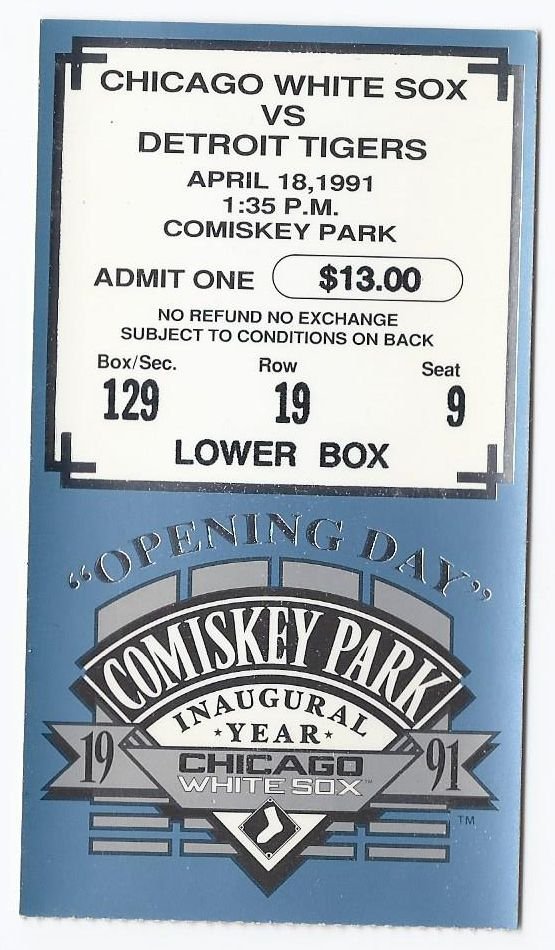 CHICAGO WHITE SOX
VS
DETROIT TIGERS
APRIL 18,1991
1:35 P.M.
COMISKEY PARK
ADMIT ONE $13.00
NO REFUND NO EXCHANGE
SUBJECT TO CONDITIONS ON BACK
Box/Sec. Row Seat
129 19 9
LOWER BOX
"OPENING DAY"
COMISKEY PARK
INAUGURAL
★YEAR★
19 91
CHICAGO
WHITE SOX™
TM